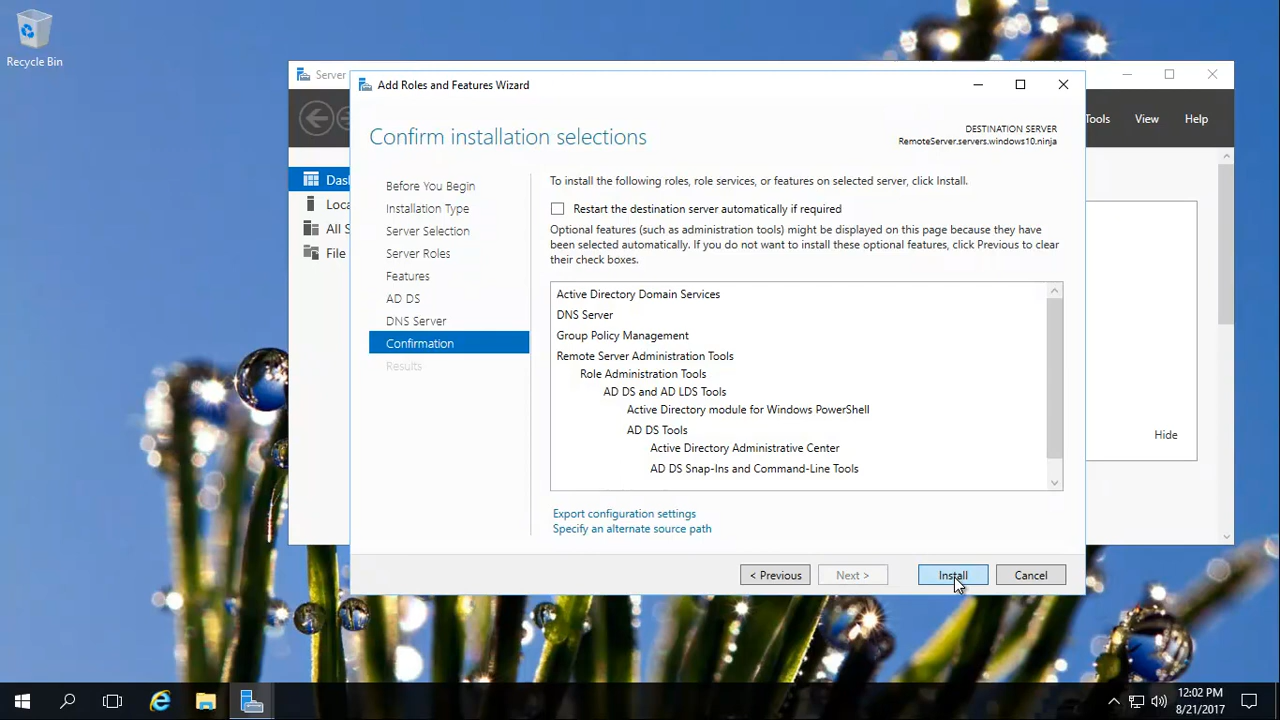 Recycle Bin
Server
Add Roles and Features Wizard
Tools
View
Help
Das
Loca
All S
File
Confirm installation selections
DESTINATION SERVER
RemoteServer.servers.windows10.ninja
Before You Begin
Installation Type
Server Selection
Server Roles
Features
AD DS
DNS Server
Confirmation
Results
To install the following roles, role services, or features on selected server, click Install.
Restart the destination server automatically if required
Optional features (such as administration tools) might be displayed on this page because they have
been selected automatically. If you do not want to install these optional features, click Previous to clear
their check boxes.
Active Directory Domain Services
DNS Server
Group Policy Management
Remote Server Administration Tools
Role Administration Tools
AD DS and AD LDS Tools
Active Directory module for Windows PowerShell
AD DS Tools
Active Directory Administrative Center
AD DS Snap-Ins and Command-Line Tools
Hide
Export configuration settings
Specify an alternate source path
< Previous
Next >
Install
Cancel
12:02 PM
8/21/2017